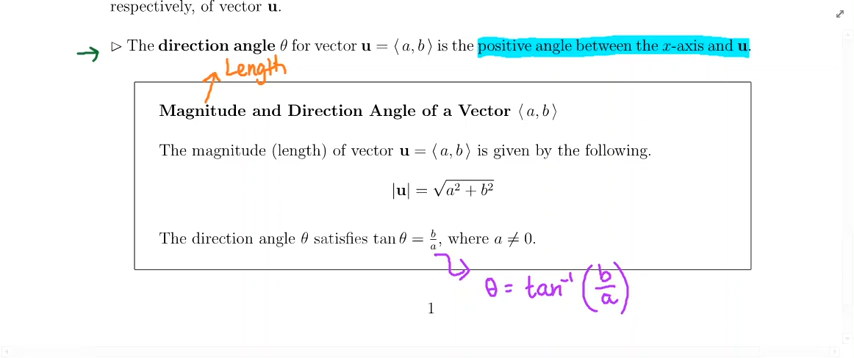 respectively, of vector u.
▷ The direction angle θ for vector u = ⟨a, b⟩ is the positive angle between the x-axis and u.
Length
Magnitude and Direction Angle of a Vector ⟨a, b⟩
The magnitude (length) of vector u = ⟨a, b⟩ is given by the following.
|u| = √(a² + b²)
The direction angle θ satisfies tan θ = b/a, where a ≠ 0.
θ = tan⁻¹ (b/a)
1